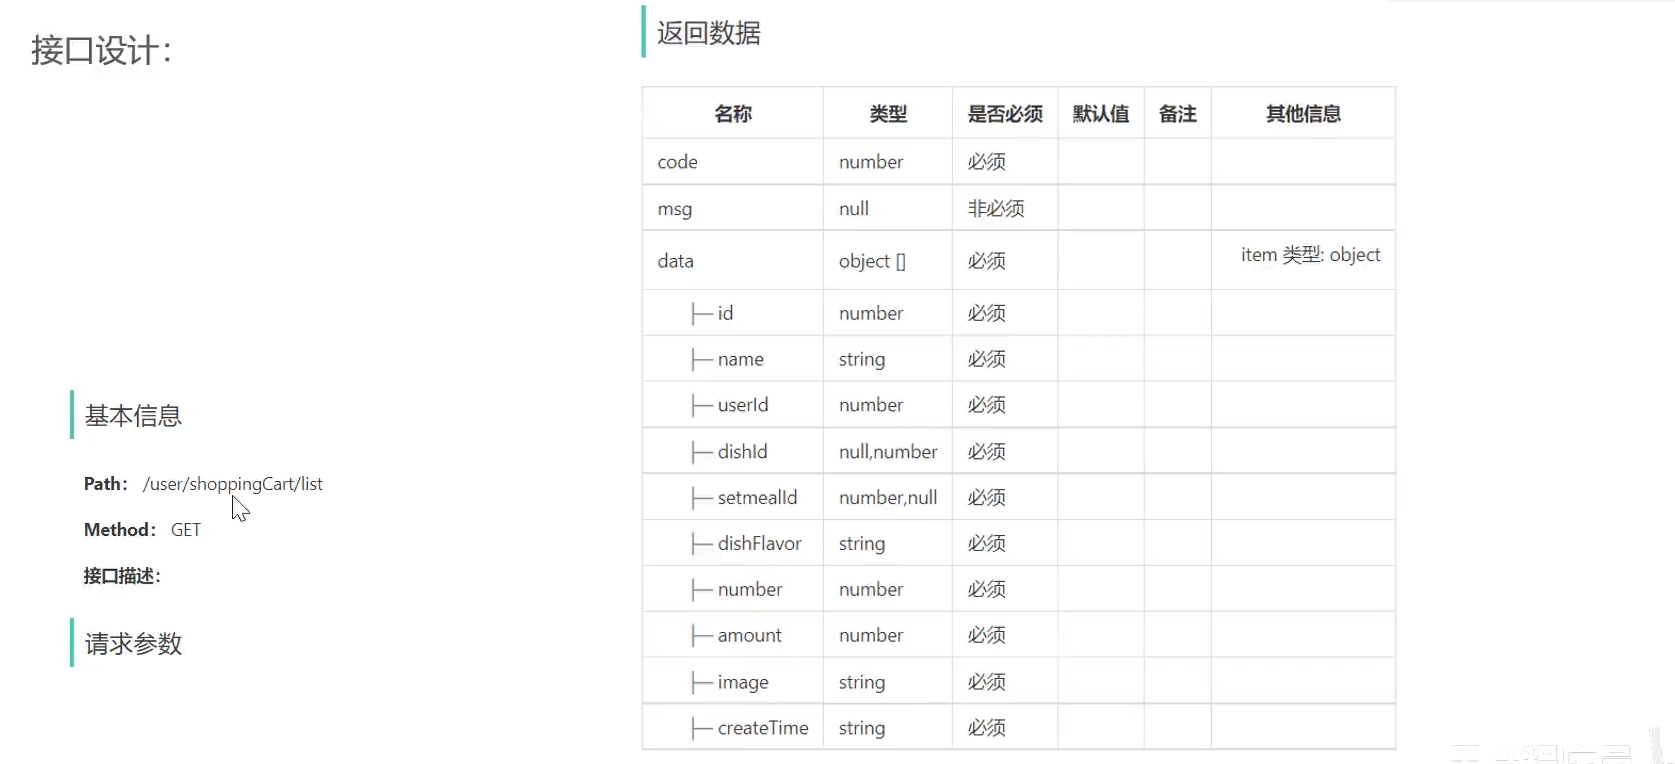 接口设计：
基本信息
Path： /user/shoppingCart/list
Method： GET
接口描述：
请求参数
返回数据
名称 类型 是否必须 默认值 备注 其他信息
code number 必须
msg null 非必须
data object [] 必须 item 类型: object
├─ id number 必须
├─ name string 必须
├─ userId number 必须
├─ dishId null,number 必须
├─ setmealId number,null 必须
├─ dishFlavor string 必须
├─ number number 必须
├─ amount number 必须
├─ image string 必须
├─ createTime string 必须